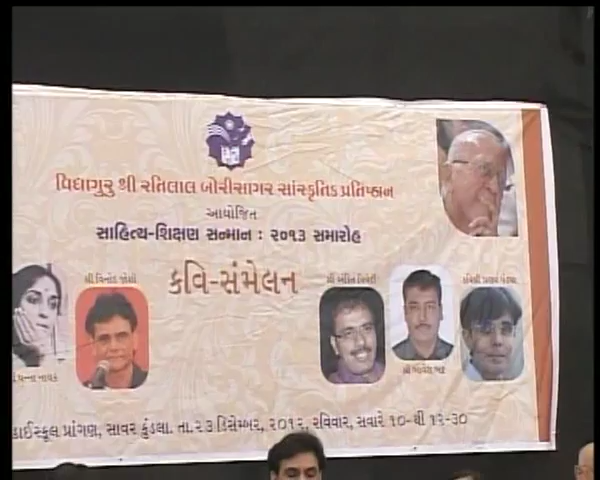 વિદ્યાગુરુ શ્રી રતિલાલ બોરીસાગર સાંસ્કૃતિક પ્રતિષ્ઠાન
આયોજિત
સાહિત્ય-શિક્ષણ સન્માન : ૨૦૧૩ સમારોહ
કવિ-સંમેલન
શ્રી વિનોદ જોશી
હાઈસ્કૂલ પ્રાંગણ, સાવર કુંડલા. તા.૨૩ ડિસેમ્બર, ૨૦૧૨, રવિવાર, સવારે ૧૦-થી ૧૨-૩૦